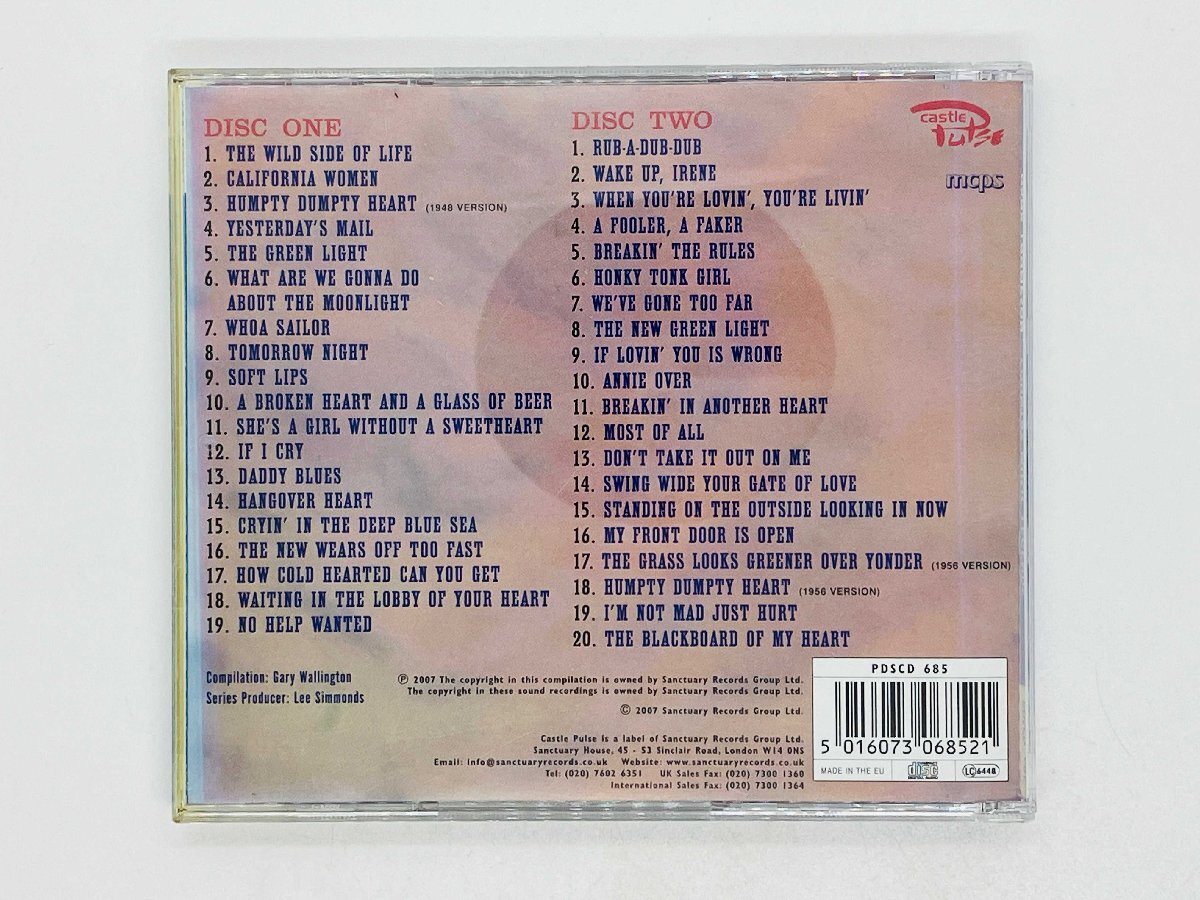 DISC ONE
1. THE WILD SIDE OF LIFE
2. CALIFORNIA WOMEN
3. HUMPTY DUMPTY HEART (1948 VERSION)
4. YESTERDAY'S MAIL
5. THE GREEN LIGHT
6. WHAT ARE WE GONNA DO
ABOUT THE MOONLIGHT
7. WHOA SAILOR
8. TOMORROW NIGHT
9. SOFT LIPS
10. A BROKEN HEART AND A GLASS OF BEER
11. SHE'S A GIRL WITHOUT A SWEETHEART
12. IF I CRY
13. DADDY BLUES
14. HANGOVER HEART
15. CRYIN' IN THE DEEP BLUE SEA
16. THE NEW WEARS OFF TOO FAST
17. HOW COLD HEARTED CAN YOU GET
18. WAITING IN THE LOBBY OF YOUR HEART
19. NO HELP WANTED
DISC TWO
1. RUB-A-DUB-DUB
2. WAKE UP, IRENE
3. WHEN YOU'RE LOVIN', YOU'RE LIVIN'
4. A FOOLER, A FAKER
5. BREAKIN' THE RULES
6. HONKY TONK GIRL
7. WE'VE GONE TOO FAR
8. THE NEW GREEN LIGHT
9. IF LOVIN' YOU IS WRONG
10. ANNIE OVER
11. BREAKIN' IN ANOTHER HEART
12. MOST OF ALL
13. DON'T TAKE IT OUT ON ME
14. SWING WIDE YOUR GATE OF LOVE
15. STANDING ON THE OUTSIDE LOOKING IN NOW
16. MY FRONT DOOR IS OPEN
17. THE GRASS LOOKS GREENER OVER YONDER (1956 VERSION)
18. HUMPTY DUMPTY HEART (1956 VERSION)
19. I'M NOT MAD JUST HURT
20. THE BLACKBOARD OF MY HEART
castle
Pulse
mcps
Compilation: Gary Wallington
Series Producer: Lee Simmonds
Ⓟ 2007 The copyright in this compilation is owned by Sanctuary Records Group Ltd.
The copyright in these sound recordings is owned by Sanctuary Records Group Ltd.
© 2007 Sanctuary Records Group Ltd.
Castle Pulse is a label of Sanctuary Records Group Ltd.
Sanctuary House, 45 - 53 Sinclair Road, London W14 0NS
Email: info@sanctuaryrecords.co.uk Website: www.sanctuaryrecords.co.uk
Tel: (020) 7602 6351 UK Sales Fax: (020) 7300 1360
International Sales Fax: (020) 7300 1364
PDSCD 685
5 016073 068521
MADE IN THE EU
disc
LC6448